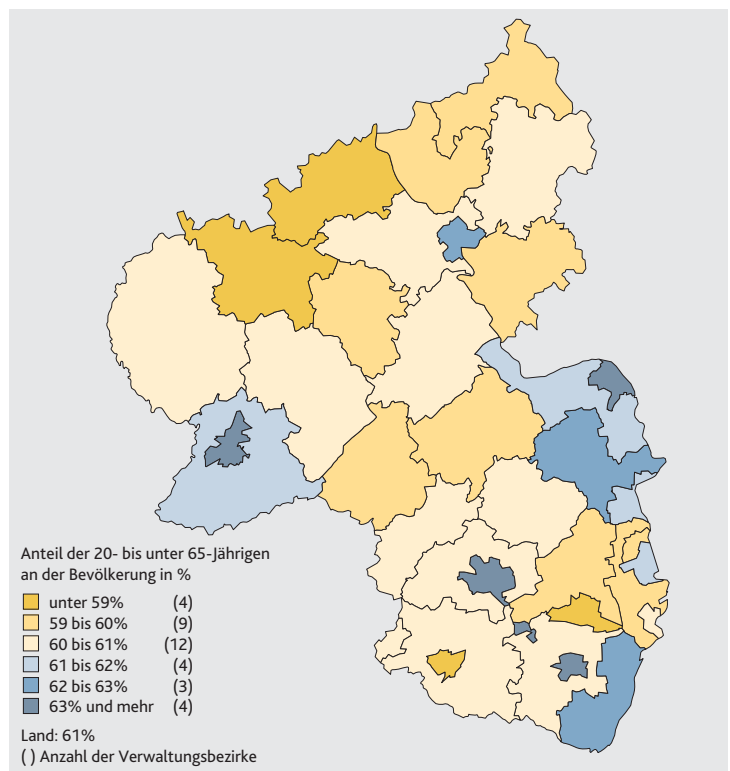 Anteil der 20- bis unter 65-Jährigen
an der Bevölkerung in %
unter 59% (4)
59 bis 60% (9)
60 bis 61% (12)
61 bis 62% (4)
62 bis 63% (3)
63% und mehr (4)
Land: 61%
( ) Anzahl der Verwaltungsbezirke